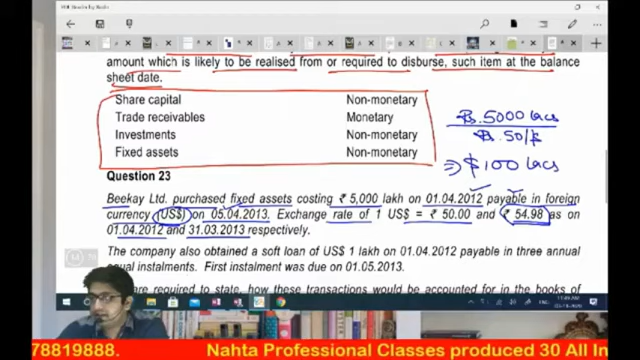 amount which is likely to be realised from or required to disburse, such item at the balance
sheet date.
Share capital Non-monetary
Trade receivables Monetary
Investments Non-monetary
Fixed assets Non-monetary
Rs.5000 lacs
Rs.50/$
⇒ $100 lacs
Question 23
Beekay Ltd. purchased fixed assets costing ₹ 5,000 lakh on 01.04.2012 payable in foreign
currency (US$) on 05.04.2013. Exchange rate of 1 US$ = ₹ 50.00 and ₹ 54.98 as on
01.04.2012 and 31.03.2013 respectively.
The company also obtained a soft loan of US$ 1 lakh on 01.04.2012 payable in three annual
equal instalments. First instalment was due on 01.05.2013.
are required to state, how these transactions would be accounted for in the books of
78819888. Nahta Professional Classes produced 30 All In